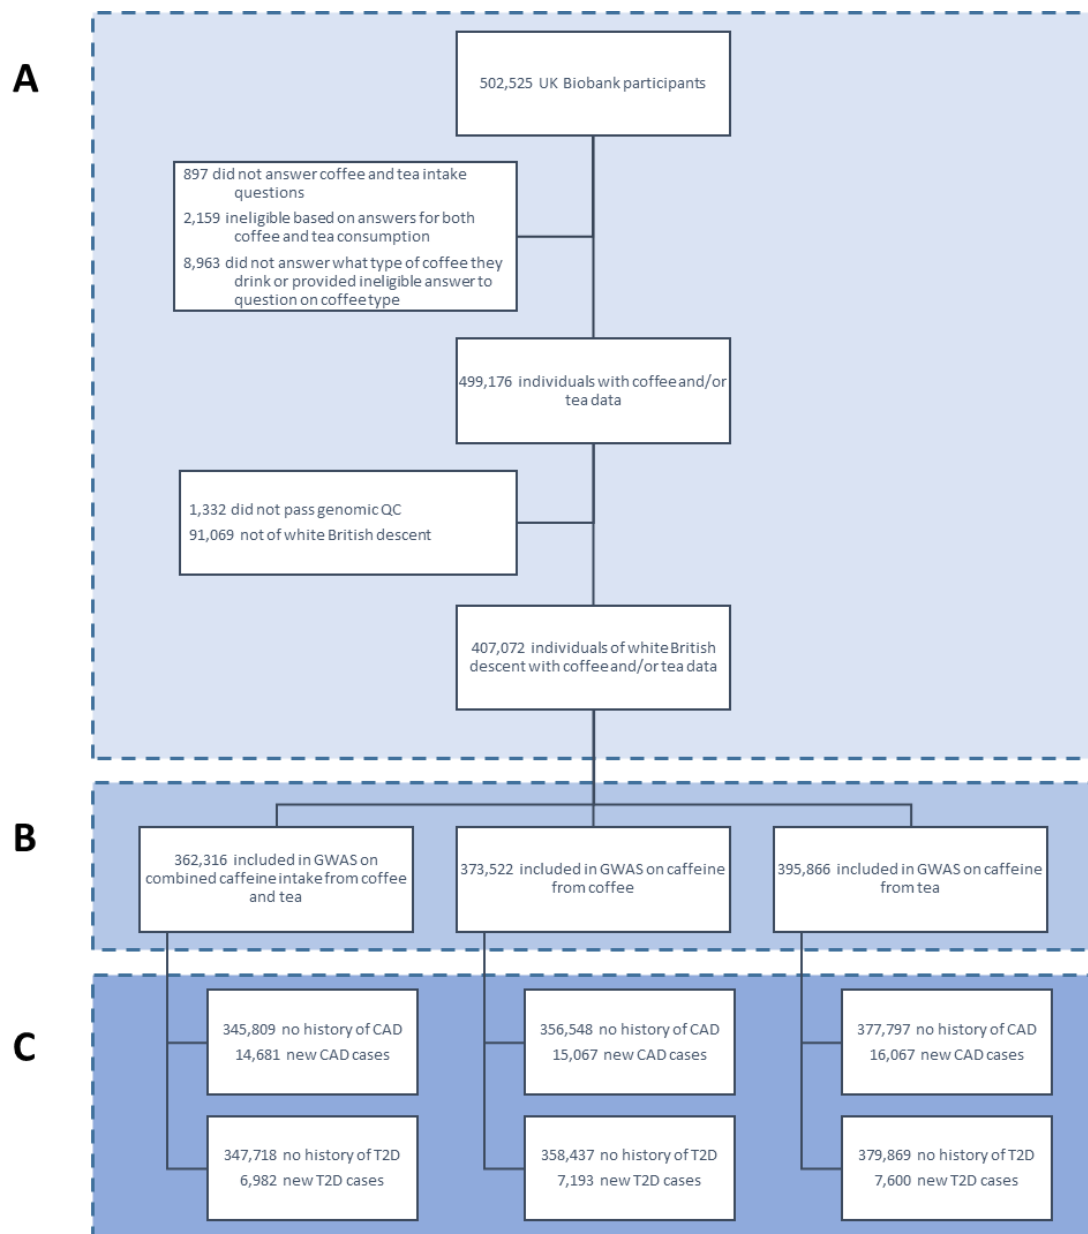 A
502,525 UK Biobank participants
897 did not answer coffee and tea intake
questions
2,159 ineligible based on answers for both
coffee and tea consumption
8,963 did not answer what type of coffee they
drink or provided ineligible answer to
question on coffee type
499,176 individuals with coffee and/or
tea data
1,332 did not pass genomic QC
91,069 not of white British descent
407,072 individuals of white British
descent with coffee and/or tea data
B
362,316 included in GWAS on
combined caffeine intake from coffee
and tea
373,522 included in GWAS on caffeine
from coffee
395,866 included in GWAS on caffeine
from tea
C
345,809 no history of CAD
14,681 new CAD cases
356,548 no history of CAD
15,067 new CAD cases
377,797 no history of CAD
16,067 new CAD cases
347,718 no history of T2D
6,982 new T2D cases
358,437 no history of T2D
7,193 new T2D cases
379,869 no history of T2D
7,600 new T2D cases